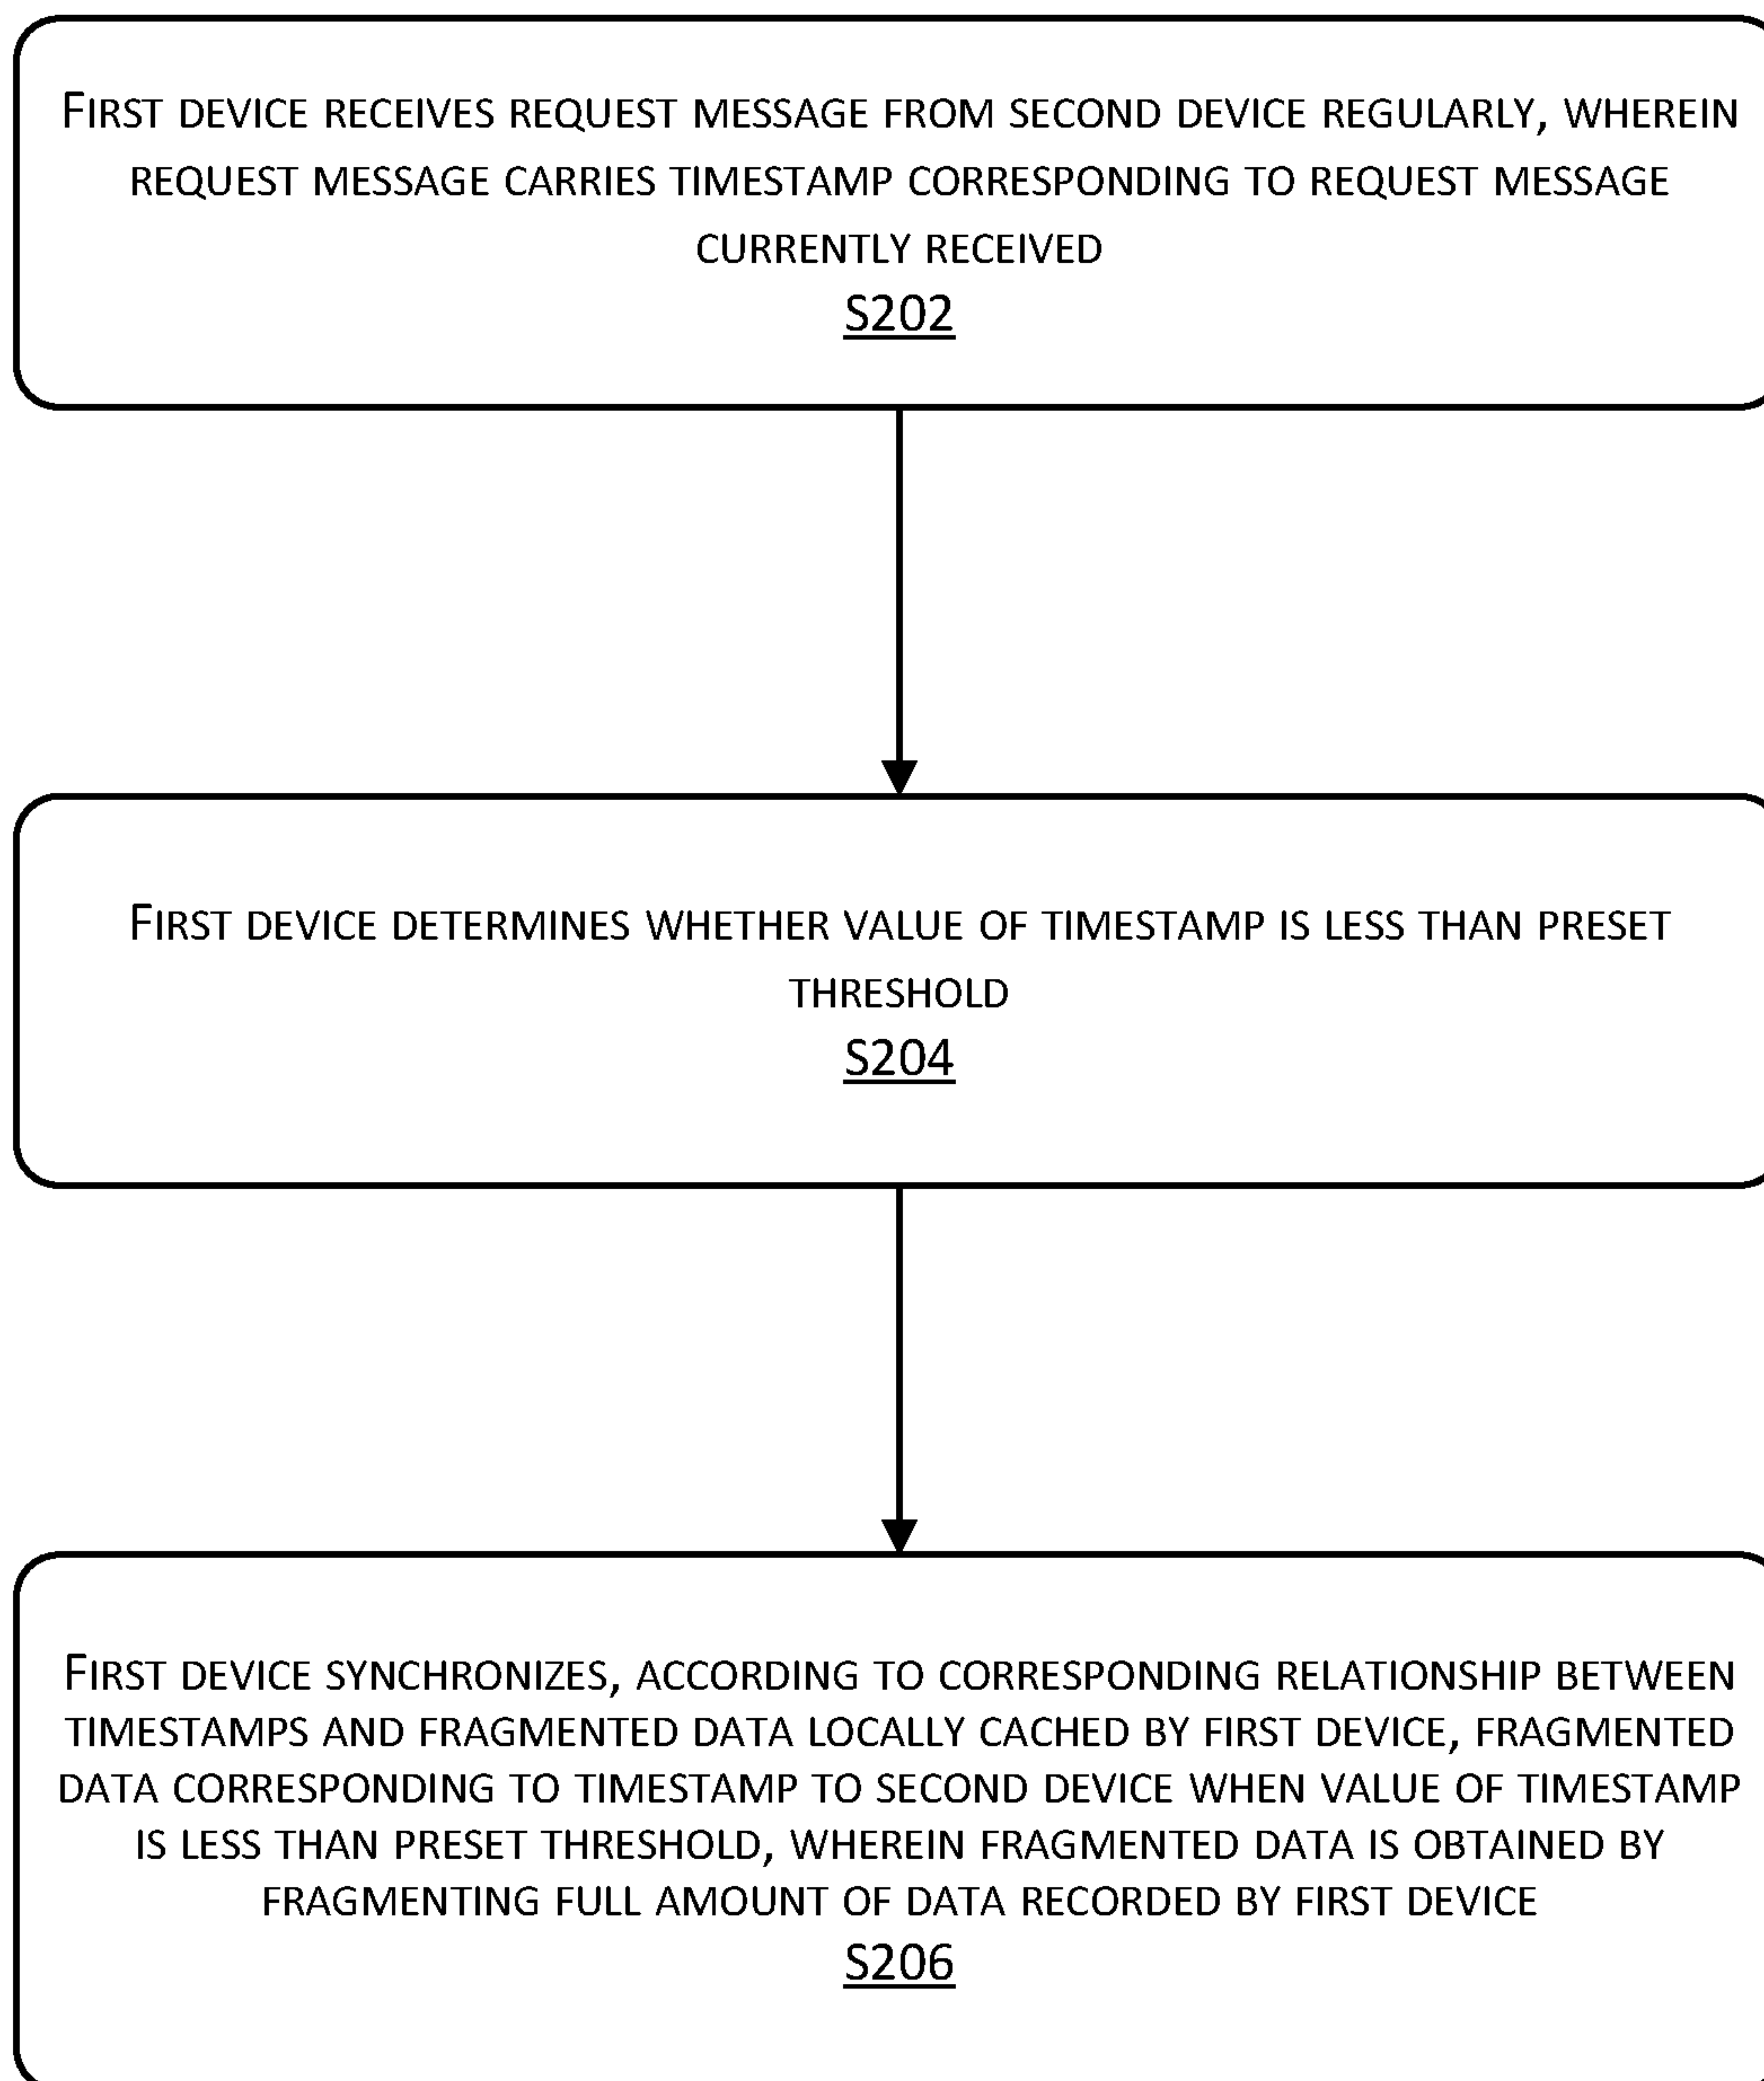 First device receives request message from second device regularly, wherein
request message carries timestamp corresponding to request message
currently received
S202
First device determines whether value of timestamp is less than preset
threshold
S204
First device synchronizes, according to corresponding relationship between
timestamps and fragmented data locally cached by first device, fragmented
data corresponding to timestamp to second device when value of timestamp
is less than preset threshold, wherein fragmented data is obtained by
fragmenting full amount of data recorded by first device
S206